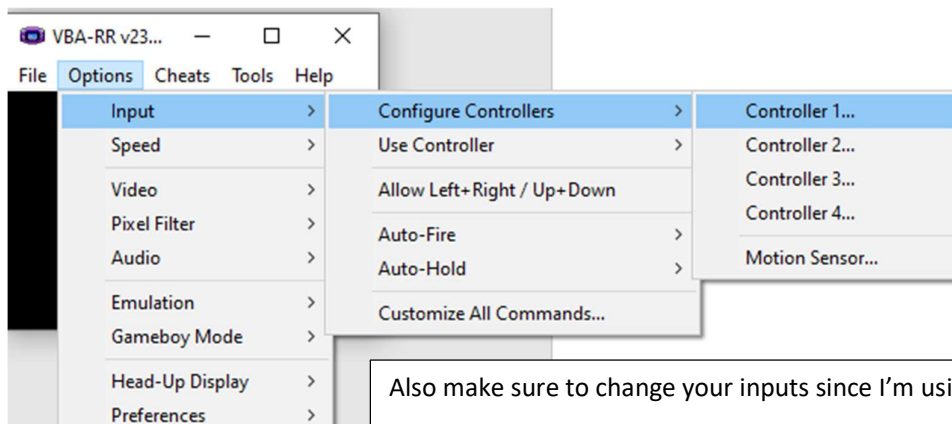 VBA-RR v23...
File Options Cheats Tools Help
Input
Speed
Video
Pixel Filter
Audio
Emulation
Gameboy Mode
Head-Up Display
Preferences
Configure Controllers
Use Controller
Allow Left+Right / Up+Down
Auto-Fire
Auto-Hold
Customize All Commands...
Controller 1...
Controller 2...
Controller 3...
Controller 4...
Motion Sensor...
Also make sure to change your inputs since I’m usi